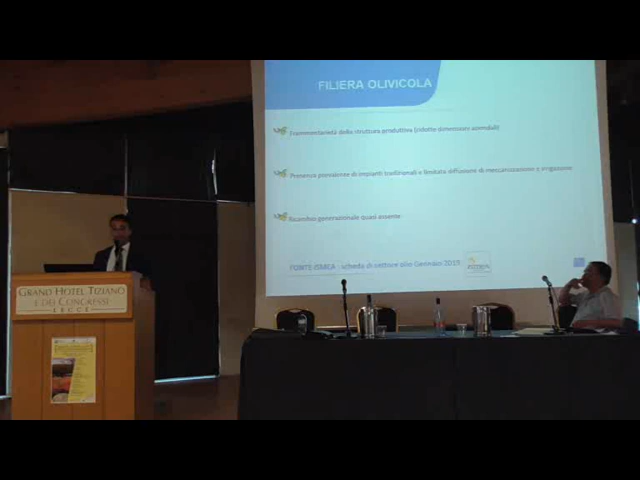 FILIERA OLIVICOLA
Frammentarietà della struttura produttiva (ridotte dimensioni aziendali)
Presenza prevalente di impianti tradizionali e limitata diffusione di meccanizzazione e irrigazione
Ricambio generazionale quasi assente
FONTE ISMEA - scheda di settore olio Gennaio 2019
GRAND HOTEL TIZIANO
E DEI CONGRESSI
LECCE